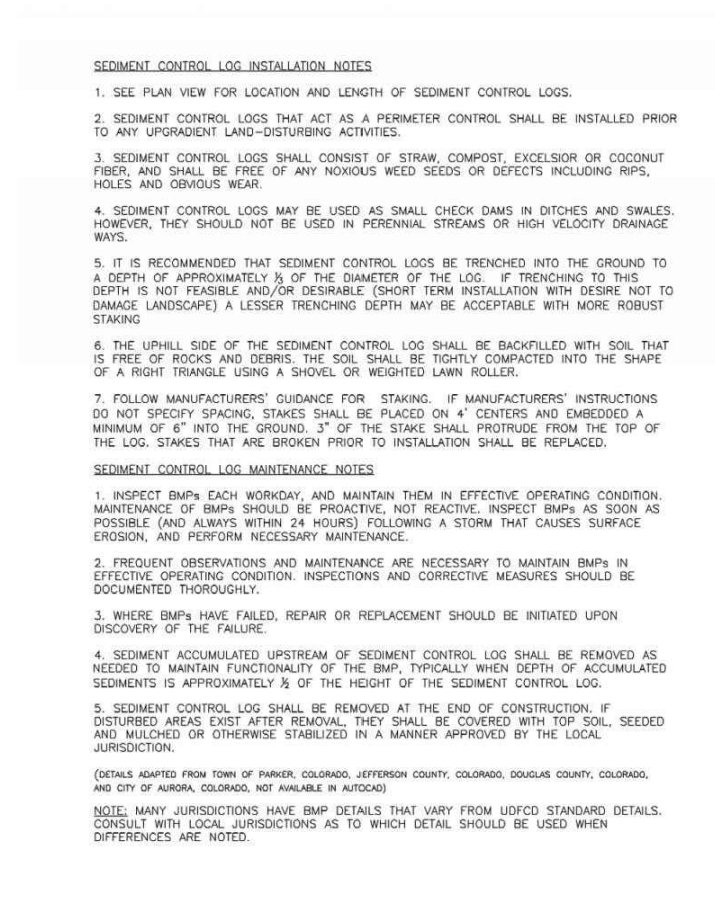 SEDIMENT CONTROL LOG INSTALLATION NOTES
1. SEE PLAN VIEW FOR LOCATION AND LENGTH OF SEDIMENT CONTROL LOGS.
2. SEDIMENT CONTROL LOGS THAT ACT AS A PERIMETER CONTROL SHALL BE INSTALLED PRIOR
TO ANY UPGRADIENT LAND-DISTURBING ACTIVITIES.
3. SEDIMENT CONTROL LOGS SHALL CONSIST OF STRAW, COMPOST, EXCELSIOR OR COCONUT
FIBER, AND SHALL BE FREE OF ANY NOXIOUS WEED SEEDS OR DEFECTS INCLUDING RIPS,
HOLES AND OBVIOUS WEAR.
4. SEDIMENT CONTROL LOGS MAY BE USED AS SMALL CHECK DAMS IN DITCHES AND SWALES.
HOWEVER, THEY SHOULD NOT BE USED IN PERENNIAL STREAMS OR HIGH VELOCITY DRAINAGE
WAYS.
5. IT IS RECOMMENDED THAT SEDIMENT CONTROL LOGS BE TRENCHED INTO THE GROUND TO
A DEPTH OF APPROXIMATELY ⅓ OF THE DIAMETER OF THE LOG. IF TRENCHING TO THIS
DEPTH IS NOT FEASIBLE AND/OR DESIRABLE (SHORT TERM INSTALLATION WITH DESIRE NOT TO
DAMAGE LANDSCAPE) A LESSER TRENCHING DEPTH MAY BE ACCEPTABLE WITH MORE ROBUST
STAKING
6. THE UPHILL SIDE OF THE SEDIMENT CONTROL LOG SHALL BE BACKFILLED WITH SOIL THAT
IS FREE OF ROCKS AND DEBRIS. THE SOIL SHALL BE TIGHTLY COMPACTED INTO THE SHAPE
OF A RIGHT TRIANGLE USING A SHOVEL OR WEIGHTED LAWN ROLLER.
7. FOLLOW MANUFACTURERS' GUIDANCE FOR STAKING. IF MANUFACTURERS' INSTRUCTIONS
DO NOT SPECIFY SPACING, STAKES SHALL BE PLACED ON 4' CENTERS AND EMBEDDED A
MINIMUM OF 6" INTO THE GROUND. 3" OF THE STAKE SHALL PROTRUDE FROM THE TOP OF
THE LOG. STAKES THAT ARE BROKEN PRIOR TO INSTALLATION SHALL BE REPLACED.
SEDIMENT CONTROL LOG MAINTENANCE NOTES
1. INSPECT BMPs EACH WORKDAY, AND MAINTAIN THEM IN EFFECTIVE OPERATING CONDITION.
MAINTENANCE OF BMPs SHOULD BE PROACTIVE, NOT REACTIVE. INSPECT BMPs AS SOON AS
POSSIBLE (AND ALWAYS WITHIN 24 HOURS) FOLLOWING A STORM THAT CAUSES SURFACE
EROSION, AND PERFORM NECESSARY MAINTENANCE.
2. FREQUENT OBSERVATIONS AND MAINTENANCE ARE NECESSARY TO MAINTAIN BMPs IN
EFFECTIVE OPERATING CONDITION. INSPECTIONS AND CORRECTIVE MEASURES SHOULD BE
DOCUMENTED THOROUGHLY.
3. WHERE BMPs HAVE FAILED, REPAIR OR REPLACEMENT SHOULD BE INITIATED UPON
DISCOVERY OF THE FAILURE.
4. SEDIMENT ACCUMULATED UPSTREAM OF SEDIMENT CONTROL LOG SHALL BE REMOVED AS
NEEDED TO MAINTAIN FUNCTIONALITY OF THE BMP, TYPICALLY WHEN DEPTH OF ACCUMULATED
SEDIMENTS IS APPROXIMATELY ½ OF THE HEIGHT OF THE SEDIMENT CONTROL LOG.
5. SEDIMENT CONTROL LOG SHALL BE REMOVED AT THE END OF CONSTRUCTION. IF
DISTURBED AREAS EXIST AFTER REMOVAL, THEY SHALL BE COVERED WITH TOP SOIL, SEEDED
AND MULCHED OR OTHERWISE STABILIZED IN A MANNER APPROVED BY THE LOCAL
JURISDICTION.
(DETAILS ADAPTED FROM TOWN OF PARKER, COLORADO, JEFFERSON COUNTY, COLORADO, DOUGLAS COUNTY, COLORADO,
AND CITY OF AURORA, COLORADO, NOT AVAILABLE IN AUTOCAD)
NOTE: MANY JURISDICTIONS HAVE BMP DETAILS THAT VARY FROM UDFCD STANDARD DETAILS.
CONSULT WITH LOCAL JURISDICTIONS AS TO WHICH DETAIL SHOULD BE USED WHEN
DIFFERENCES ARE NOTED.